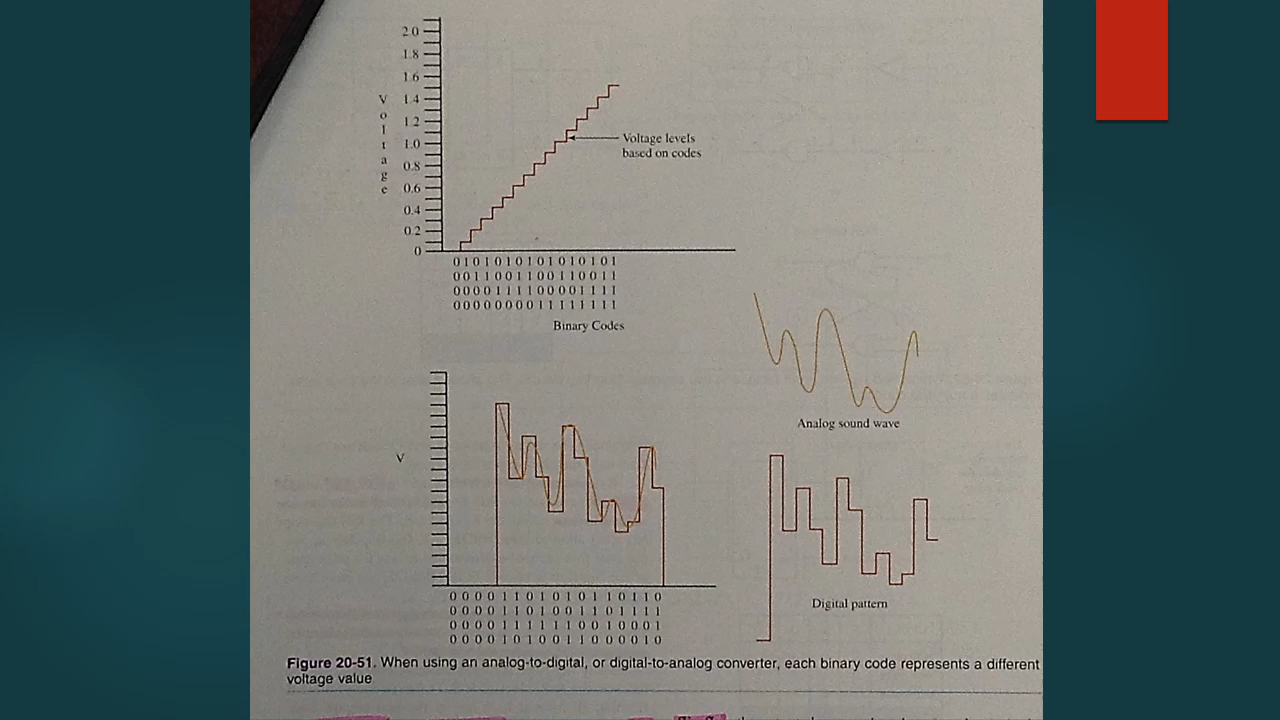 2.0
1.8
1.6
1.4
1.2
1.0
0.8
0.6
0.4
0.2
0
Voltage
Voltage levels
based on codes
0 1 0 1 0 1 0 1 0 1 0 1 0 1 0 1
0 0 1 1 0 0 1 1 0 0 1 1 0 0 1 1
0 0 0 0 1 1 1 1 0 0 0 0 1 1 1 1
0 0 0 0 0 0 0 0 1 1 1 1 1 1 1 1
Binary Codes
Analog sound wave
V
0 0 0 0 1 1 0 1 0 1 0 1 1 0 1 1 0
0 0 0 0 1 1 0 1 0 0 1 1 0 1 1 1 1
0 0 0 0 1 1 1 1 1 1 1 0 0 1 0 0 0 1
0 0 0 0 1 0 1 0 0 1 1 0 0 0 0 0 1 0
Digital pattern
Figure 20-51. When using an analog-to-digital, or digital-to-analog converter, each binary code represents a different
voltage value